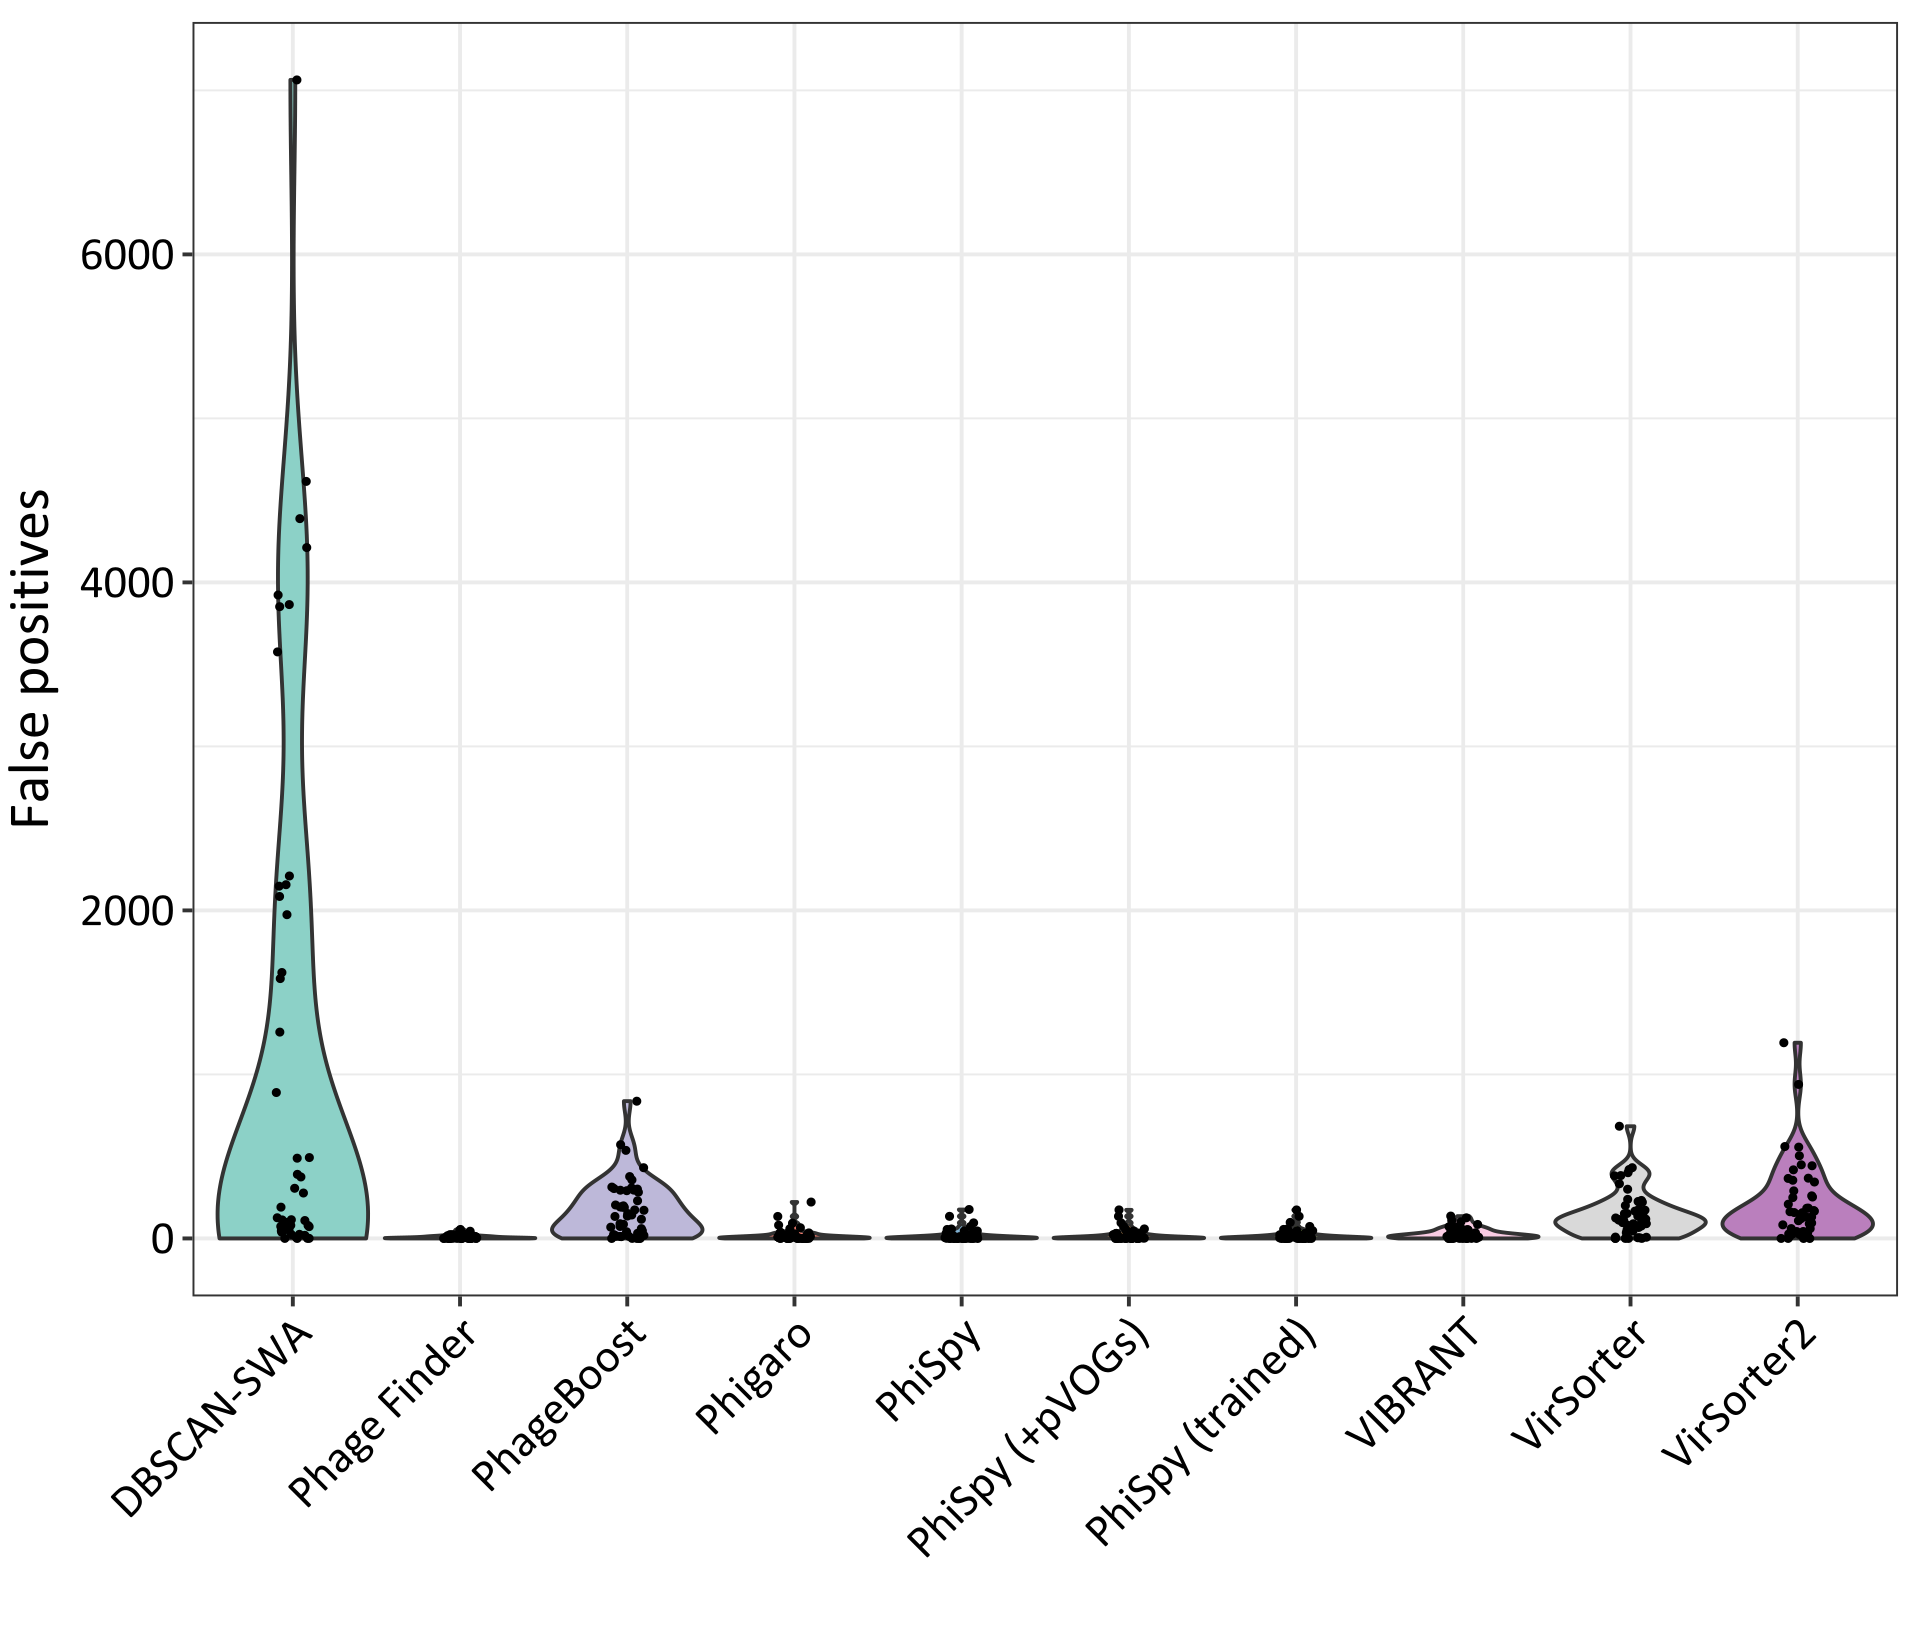 False positives
6000
4000
2000
0
DBSCAN-SWA
Phage Finder
PhageBoost
Phigaro
PhiSpy
PhiSpy (+pVOGs)
PhiSpy (trained)
VIBRANT
VirSorter
VirSorter2